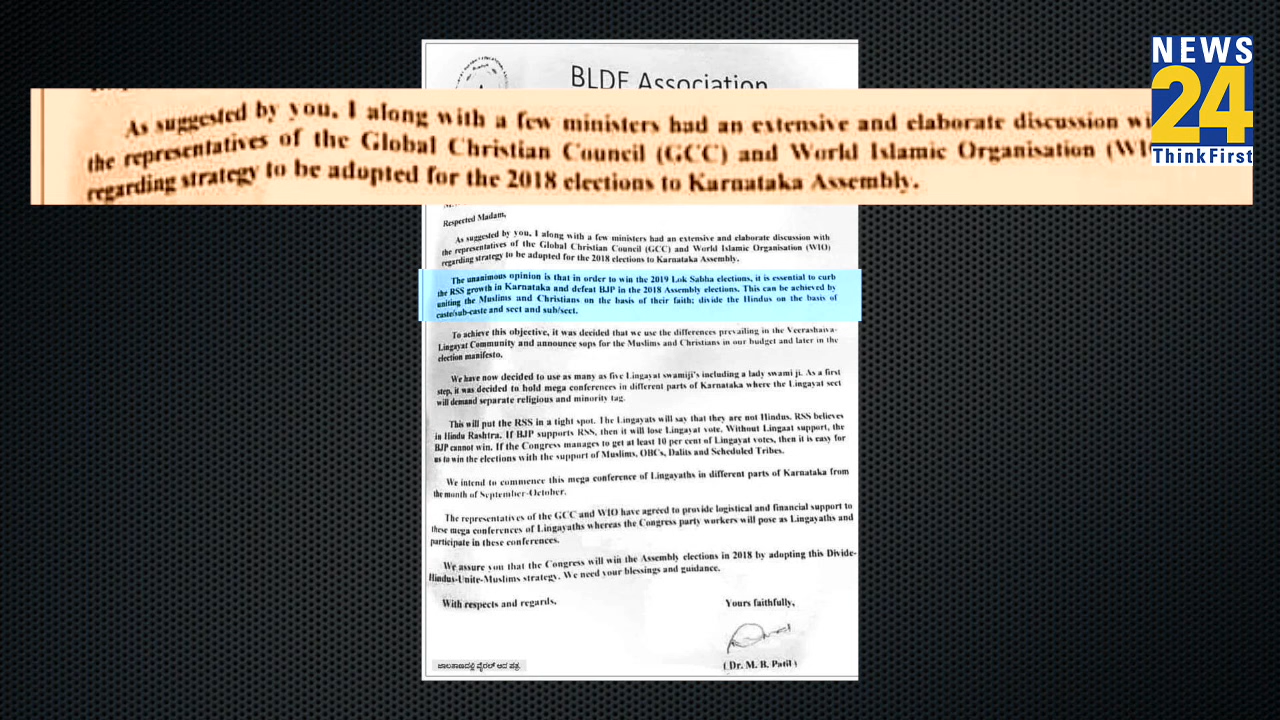 BLDE Association
As suggested by you, I along with a few ministers had an extensive and elaborate discussion
the representatives of the Global Christian Council (GCC) and World Islamic Organisation
regarding strategy to be adopted for the 2018 elections to Karnataka Assembly.
NEWS
24
ThinkFirst
Respected Madam,
As suggested by you, I along with a few ministers had an extensive and elaborate discussion with
the representatives of the Global Christian Council (GCC) and World Islamic Organisation (WIO)
regarding strategy to be adopted for the 2018 elections to Karnataka Assembly.
The unanimous opinion is that in order to win the 2019 Lok Sabha elections, it is essential to curb
the RSS growth in Karnataka and defeat BJP in the 2018 Assembly elections. This can be achieved by
uniting the Muslims and Christians on the basis of their faith; divide the Hindus on the basis of
caste/sub-caste and sect and sub/sect.
To achieve this objective, it was decided that we use the differences prevailing in the Veerashaiva-
Lingayat Community and announce sops for the Muslims and Christians in our budget and later in the
election manifesto.
We have now decided to use as many as five Lingayat swamiji's including a lady swami ji. As a first
step, it was decided to hold mega conferences in different parts of Karnataka where the Lingayat sect
will demand separate religious and minority tag.
This will put the RSS in a tight spot. The Lingayats will say that they are not Hindus. RSS believes
in Hindu Rashtra. If BJP supports RSS, then it will lose Lingayat vote. Without Lingaat support, the
BJP cannot win. If the Congress manages to get at least 10 per cent of Lingayat votes, then it is easy for
us to win the elections with the support of Muslims, OBCs, Dalits and Scheduled Tribes.
We intend to commence this mega conference of Lingayaths in different parts of Karnataka from
the month of September-October.
The representatives of the GCC and WIO have agreed to provide logistical and financial support to
these mega conferences of Lingayaths whereas the Congress party workers will pose as Lingayaths and
participate in these conferences.
We assure you that the Congress will win the Assembly elections in 2018 by adopting this Divide-
Hindus-Unite-Muslims strategy. We need your blessings and guidance.
With respects and regards,
Yours faithfully,
( Dr. M. B. Patil )
ಜಾಲತಾಣದಲ್ಲಿ ವೈರಲ್ ಆದ ಪತ್ರ